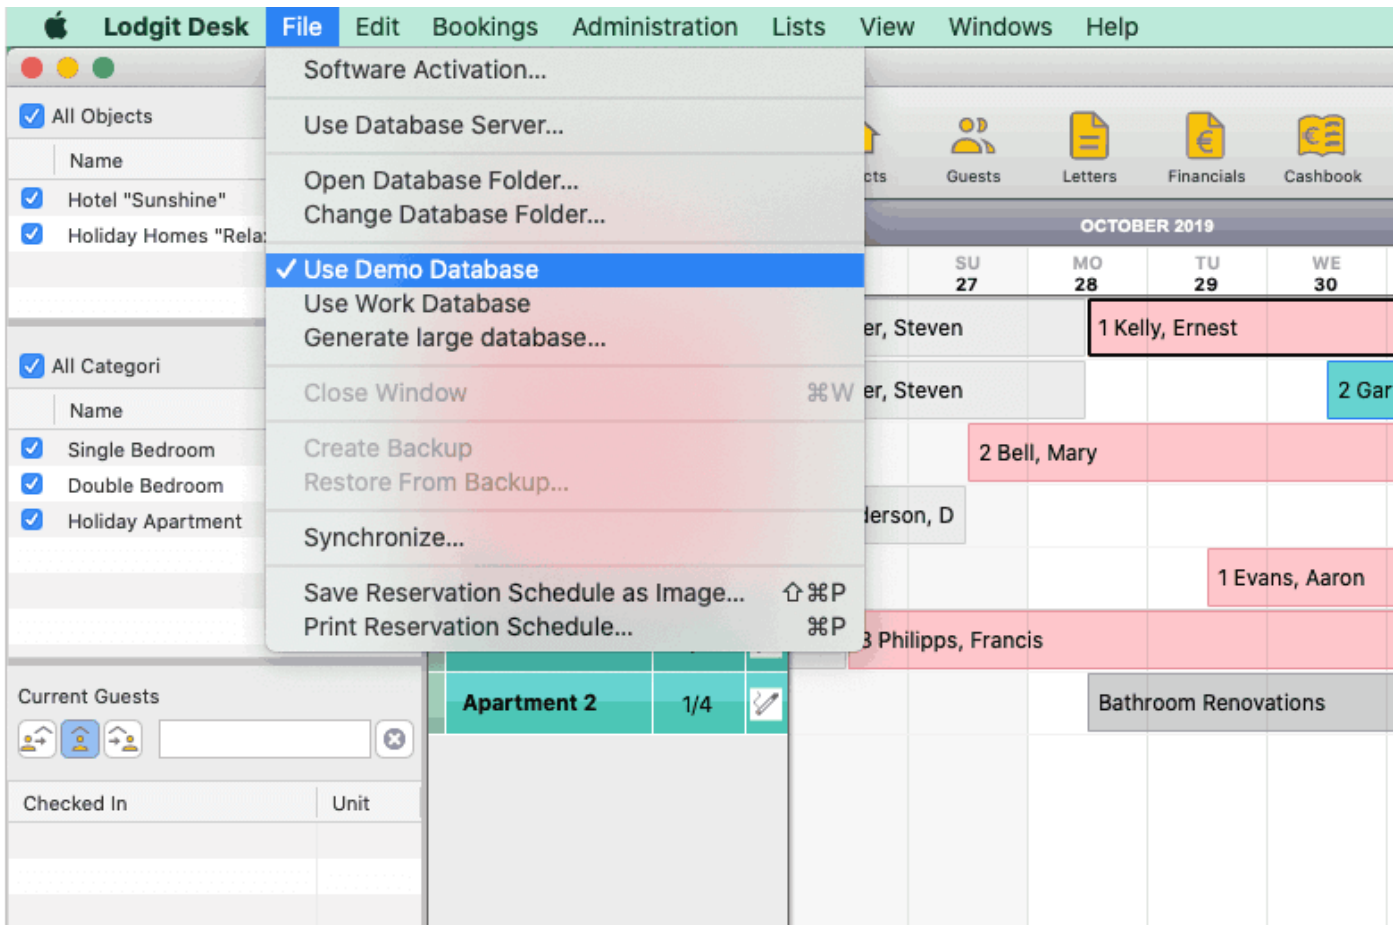 Lodgit Desk File Edit Bookings Administration Lists View Windows Help
Software Activation...
Use Database Server...
Open Database Folder...
Change Database Folder...
✓ Use Demo Database
Use Work Database
Generate large database...
Close Window ⌘W
Create Backup
Restore From Backup...
Synchronize...
Save Reservation Schedule as Image... ⇧⌘P
Print Reservation Schedule... ⌘P
All Objects
Name
Hotel "Sunshine"
Holiday Homes "Rela
All Categori
Name
Single Bedroom
Double Bedroom
Holiday Apartment
Current Guests
Checked In Unit
Apartment 2 1/4
cts Guests Letters Financials Cashbook
OCTOBER 2019
SU MO TU WE
27 28 29 30
er, Steven 1 Kelly, Ernest
er, Steven 2 Gar
2 Bell, Mary
derson, D
1 Evans, Aaron
3 Philipps, Francis
Bathroom Renovations